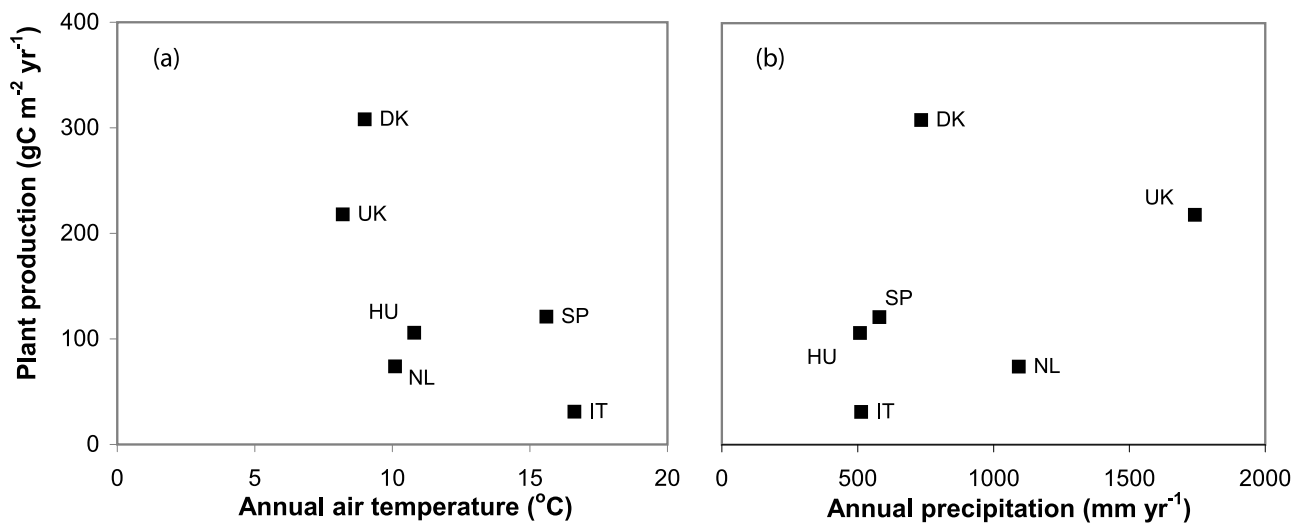 Plant production (gC m⁻² yr⁻¹)
400
300
200
100
0
(a)
DK
UK
HU
SP
NL
IT
0 5 10 15 20
Annual air temperature (°C)
(b)
DK
UK
SP
HU
NL
IT
0 500 1000 1500 2000
Annual precipitation (mm yr⁻¹)